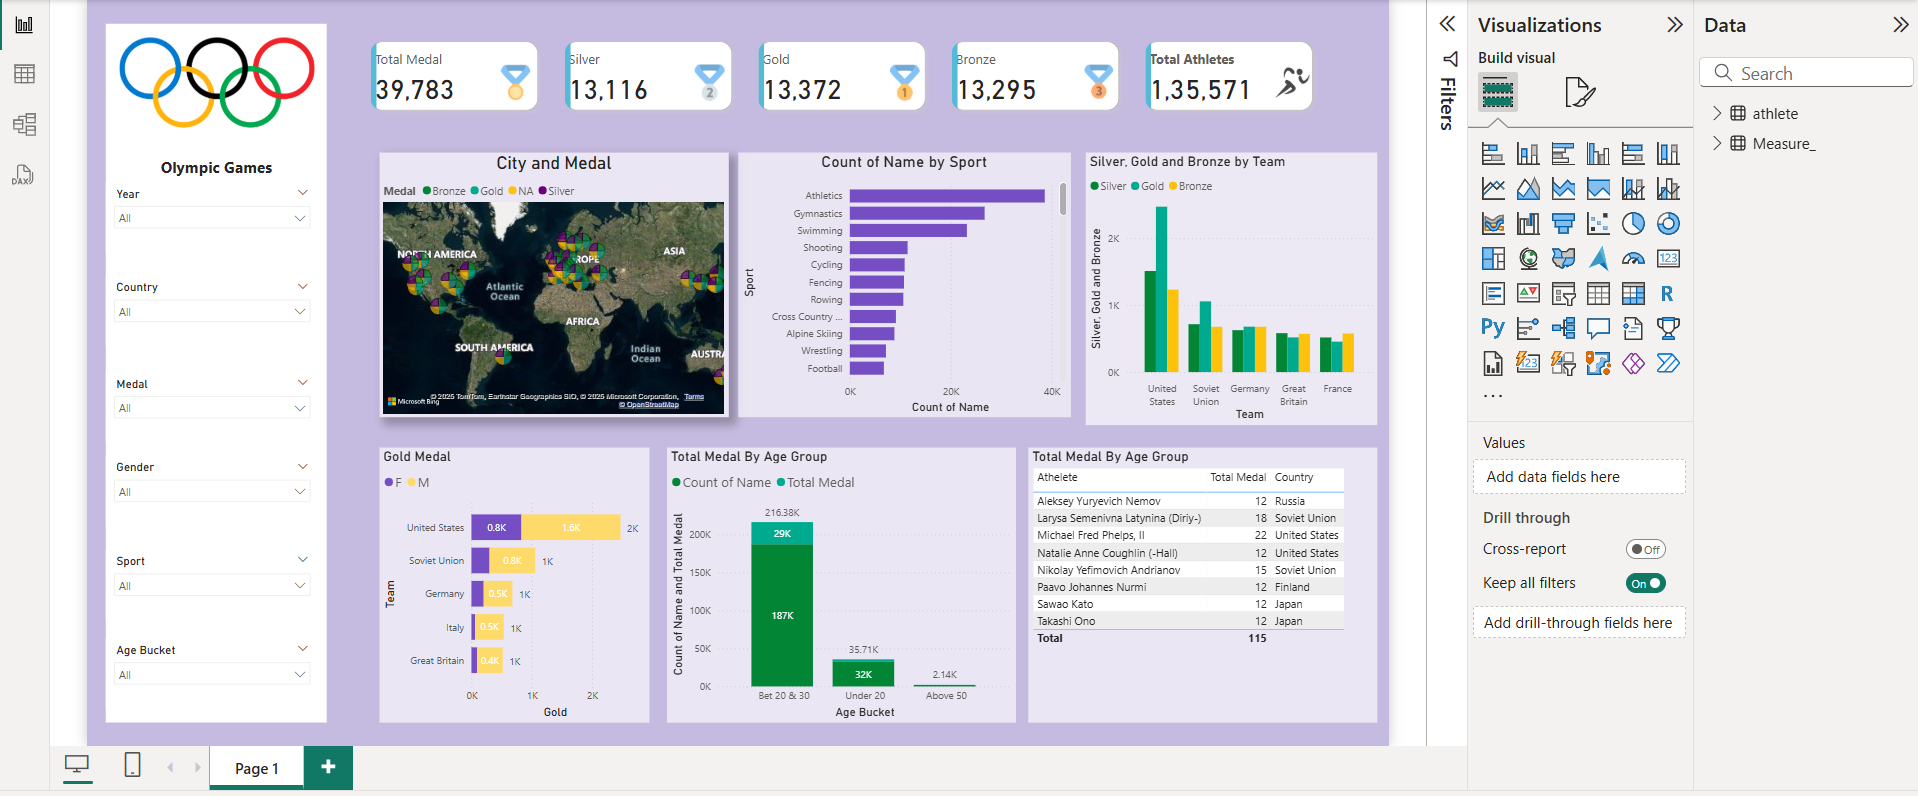 Olympic Games
Year
All
Country
All
Medal
All
Gender
All
Sport
All
Age Bucket
All
Total Medal
39,783
Silver
13,116
2
Gold
13,372
1
Bronze
13,295
3
Total Athletes
1,35,571
City and Medal
Medal Bronze Gold NA Silver
NORTH AMERICA
ROPE
ASIA
Atlantic
Ocean
AFRICA
SOUTH AMERICA
Indian
Ocean
AUSTRA
Microsoft Bing
© 2025 TomTom, Earthstar Geographics SIO, © 2025 Microsoft Corporation, Terms
© OpenStreetMap
Count of Name by Sport
Sport
Athletics
Gymnastics
Swimming
Shooting
Cycling
Fencing
Rowing
Cross Country ...
Alpine Skiing
Wrestling
Football
0K 20K 40K
Count of Name
Silver, Gold and Bronze by Team
Silver Gold Bronze
Silver, Gold and Bronze
2K
1K
0K
United States
Soviet Union
Germany
Great Britain
France
Team
Gold Medal
F M
Team
United States 0.8K 1.6K 2K
Soviet Union 0.8K 1K
Germany 0.5K 1K
Italy 0.5K 1K
Great Britain 0.4K 1K
0K 1K 2K
Gold
Total Medal By Age Group
Count of Name Total Medal
Count of Name and Total Medal
200K
150K
100K
50K
0K
216.38K
29K
187K
35.71K
32K
2.14K
Bet 20 & 30 Under 20 Above 50
Age Bucket
Total Medal By Age Group
Athelete Total Medal Country
Aleksey Yuryevich Nemov 12 Russia
Larysa Semenivna Latynina (Diriy-) 18 Soviet Union
Michael Fred Phelps, II 22 United States
Natalie Anne Coughlin (-Hall) 12 United States
Nikolay Yefimovich Andrianov 15 Soviet Union
Paavo Johannes Nurmi 12 Finland
Sawao Kato 12 Japan
Takashi Ono 12 Japan
Total 115
Page 1
DAX
Filters
Visualizations
Build visual
123
R
Py
123
...
Values
Add data fields here
Drill through
Cross-report
Off
Keep all filters
On
Add drill-through fields here
Data
Search
athlete
Measure_